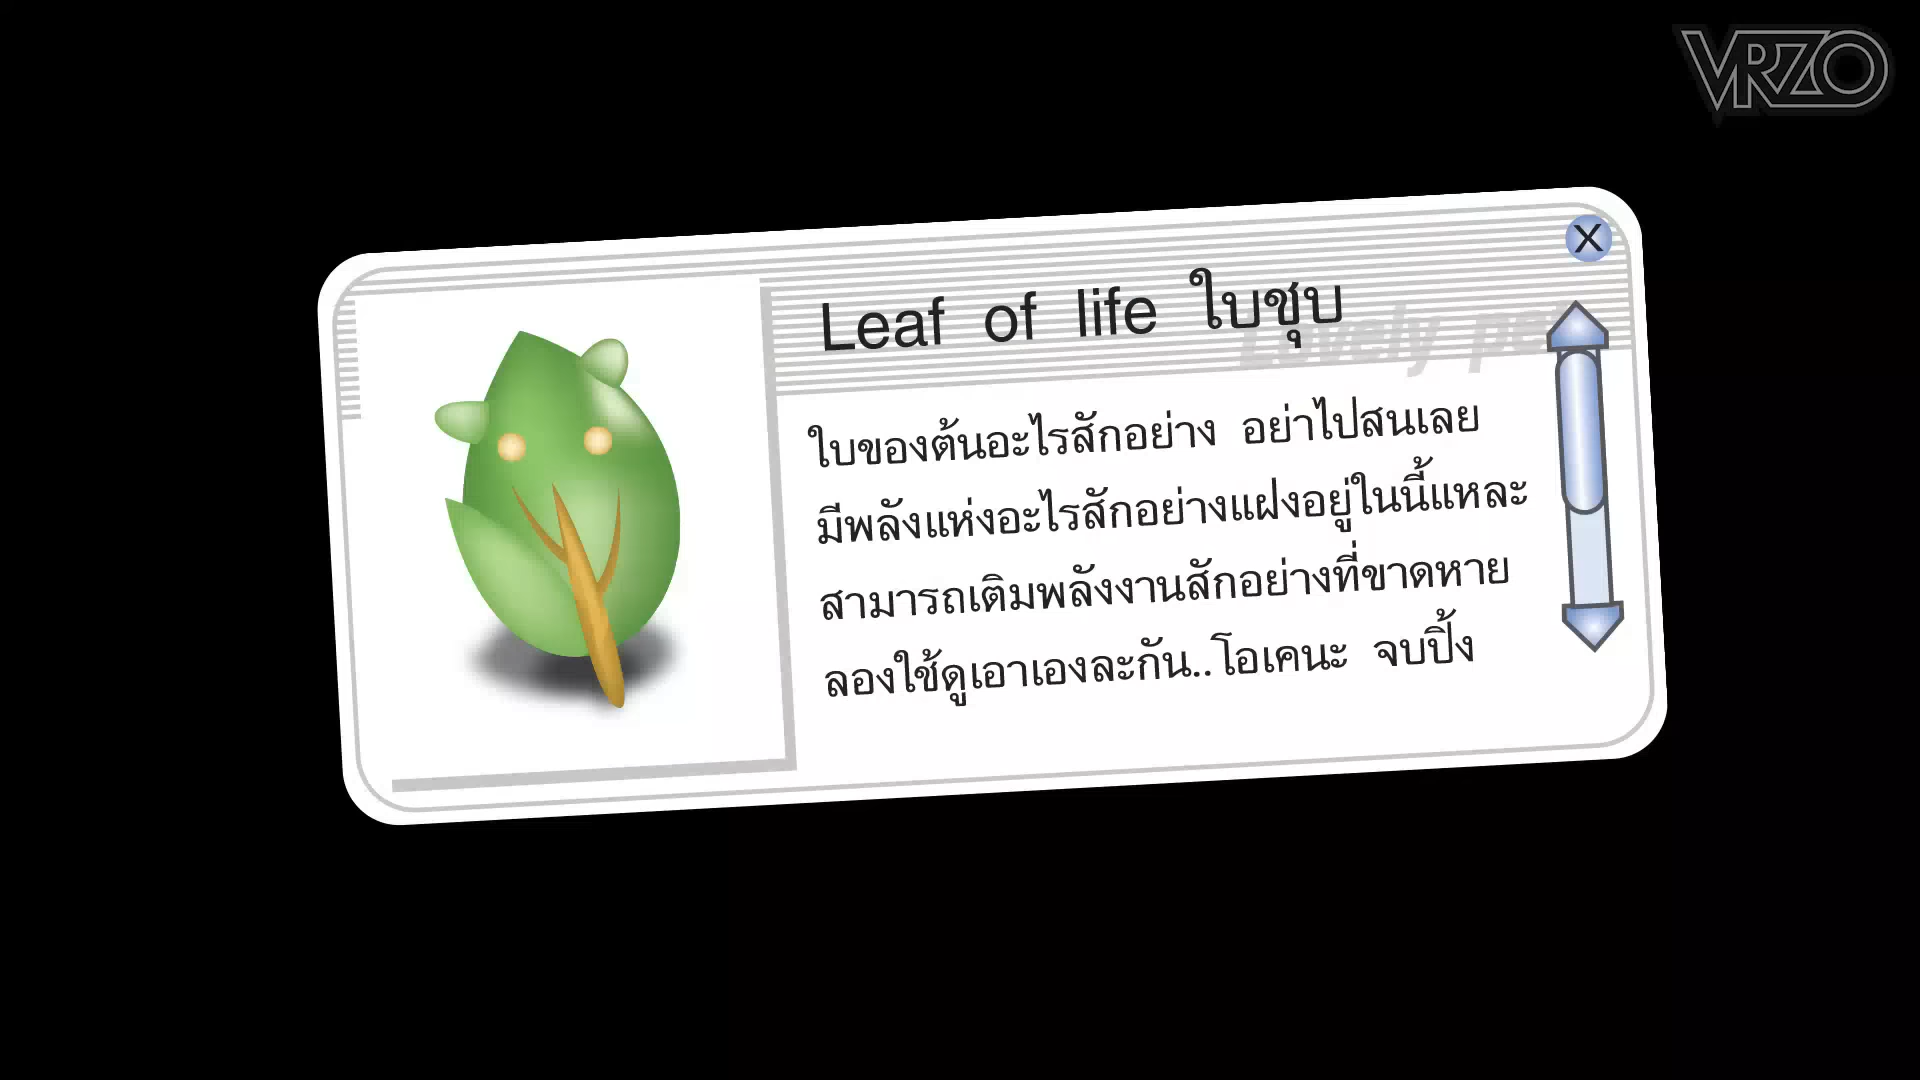 VRZO
X
Leaf of life ใบชุบ
Lovely pet
ใบของต้นอะไรสักอย่าง อย่าไปสนเลย
มีพลังแห่งอะไรสักอย่างแฝงอยู่ในนี้แหละ
สามารถเติมพลังงานสักอย่างที่ขาดหาย
ลองใช้ดูเอาเองละกัน..โอเคนะ จบปิ้ง